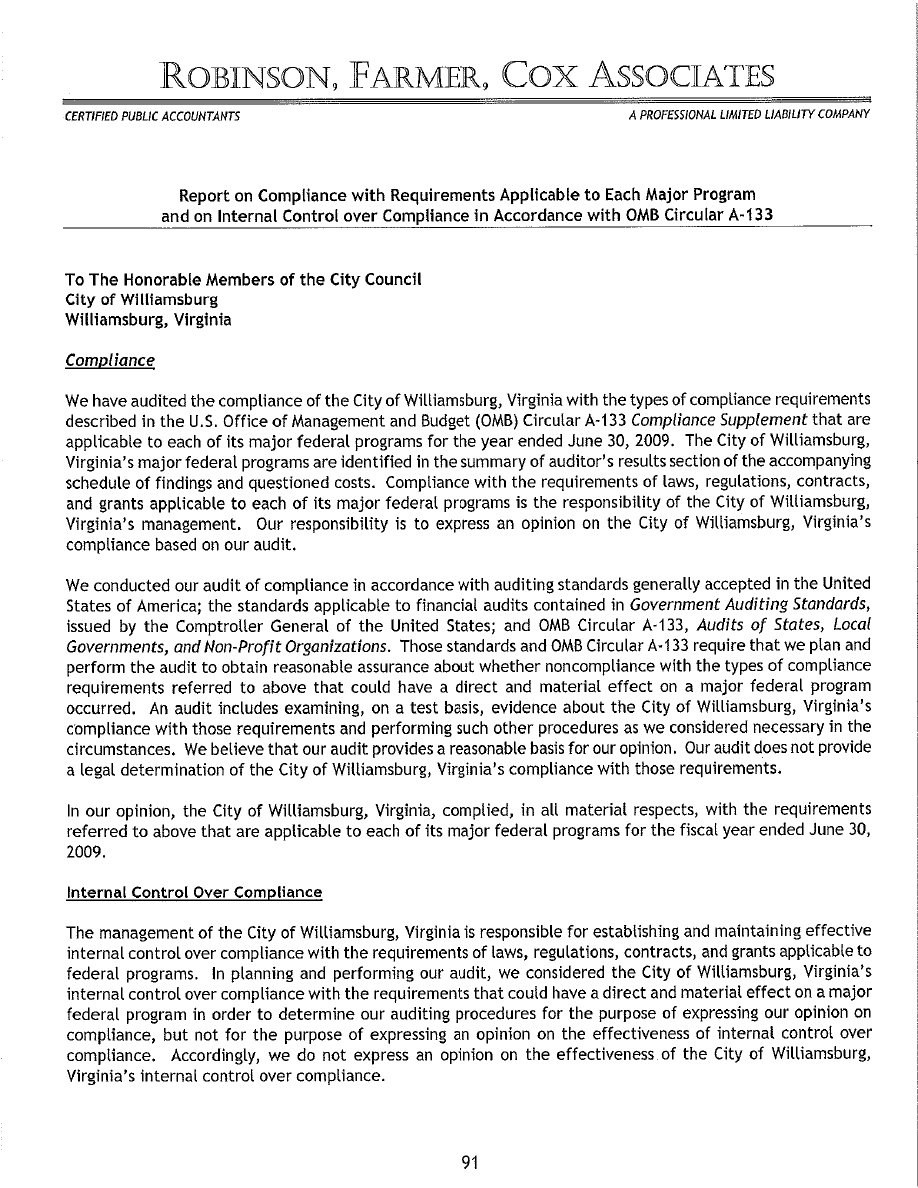 ROBINSON, FARMER, COX ASSOCIATES
CERTIFIED PUBLIC ACCOUNTANTS A PROFESSIONAL LIMITED LIABILITY COMPANY
Report on Compliance with Requirements Applicable to Each Major Program
and on Internal Control over Compliance in Accordance with OMB Circular A-133
To The Honorable Members of the City Council
City of Williamsburg
Williamsburg, Virginia
Compliance
We have audited the compliance of the City of Williamsburg, Virginia with the types of compliance requirements
described in the U.S. Office of Management and Budget (OMB) Circular A-133 Compliance Supplement that are
applicable to each of its major federal programs for the year ended June 30, 2009. The City of Williamsburg,
Virginia's major federal programs are identified in the summary of auditor's results section of the accompanying
schedule of findings and questioned costs. Compliance with the requirements of laws, regulations, contracts,
and grants applicable to each of its major federal programs is the responsibility of the City of Williamsburg,
Virginia's management. Our responsibility is to express an opinion on the City of Williamsburg, Virginia's
compliance based on our audit.
We conducted our audit of compliance in accordance with auditing standards generally accepted in the United
States of America; the standards applicable to financial audits contained in Government Auditing Standards,
issued by the Comptroller General of the United States; and OMB Circular A-133, Audits of States, Local
Governments, and Non-Profit Organizations. Those standards and OMB Circular A-133 require that we plan and
perform the audit to obtain reasonable assurance about whether noncompliance with the types of compliance
requirements referred to above that could have a direct and material effect on a major federal program
occurred. An audit includes examining, on a test basis, evidence about the City of Williamsburg, Virginia's
compliance with those requirements and performing such other procedures as we considered necessary in the
circumstances. We believe that our audit provides a reasonable basis for our opinion. Our audit does not provide
a legal determination of the City of Williamsburg, Virginia's compliance with those requirements.
In our opinion, the City of Williamsburg, Virginia, complied, in all material respects, with the requirements
referred to above that are applicable to each of its major federal programs for the fiscal year ended June 30,
2009.
Internal Control Over Compliance
The management of the City of Williamsburg, Virginia is responsible for establishing and maintaining effective
internal control over compliance with the requirements of laws, regulations, contracts, and grants applicable to
federal programs. In planning and performing our audit, we considered the City of Williamsburg, Virginia's
internal control over compliance with the requirements that could have a direct and material effect on a major
federal program in order to determine our auditing procedures for the purpose of expressing our opinion on
compliance, but not for the purpose of expressing an opinion on the effectiveness of internal control over
compliance. Accordingly, we do not express an opinion on the effectiveness of the City of Williamsburg,
Virginia's internal control over compliance.
91